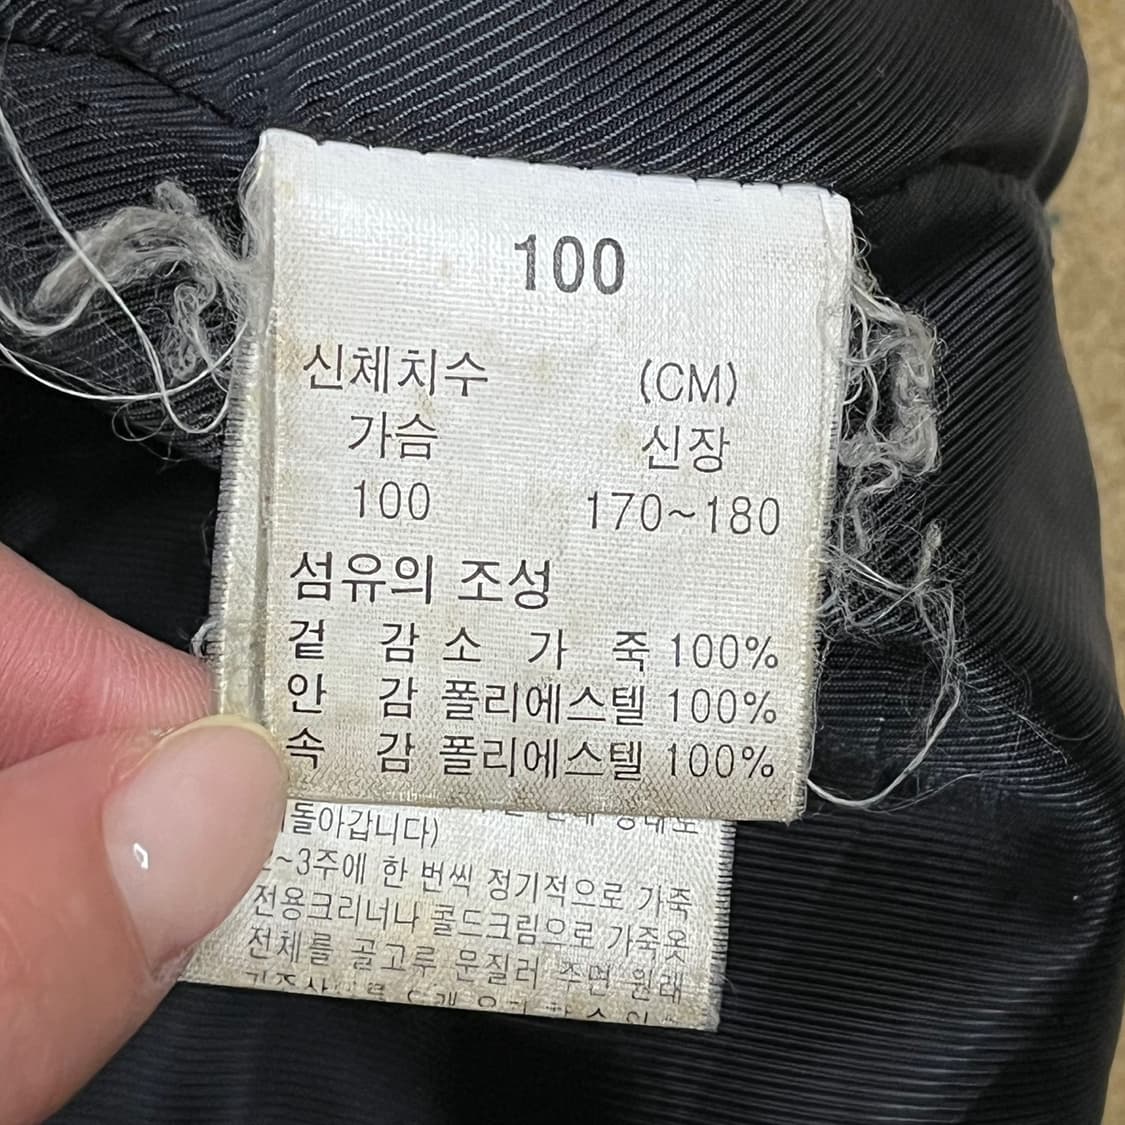 100
신체치수 (CM)
가슴 신장
100 170~180
섬유의 조성
겉 감 소 가 죽 100%
안 감 폴리에스텔 100%
속 감 폴리에스텔 100%
돌아갑니다)
~3주에 한 번씩 정기적으로 가죽
전용크리너나 콜드크림으로 가죽옷
전체를 골고루 문질러 주면 원래